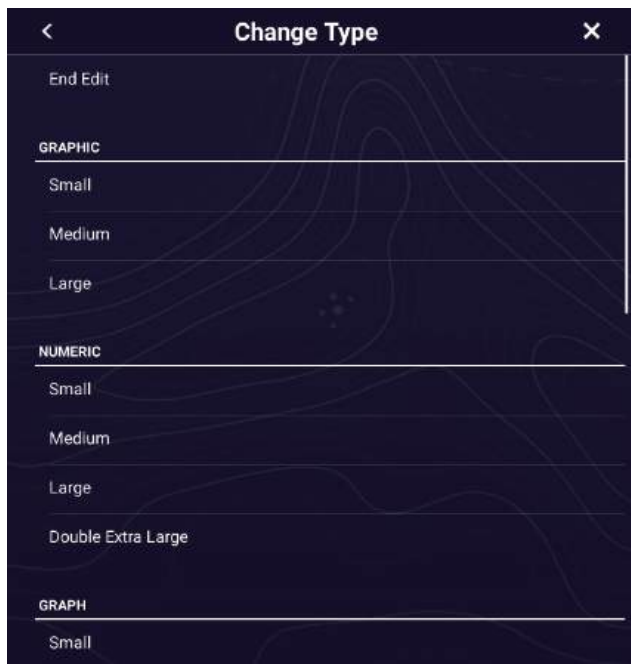 Change Type
End Edit
GRAPHIC
Small
Medium
Large
NUMERIC
Small
Medium
Large
Double Extra Large
GRAPH
Small